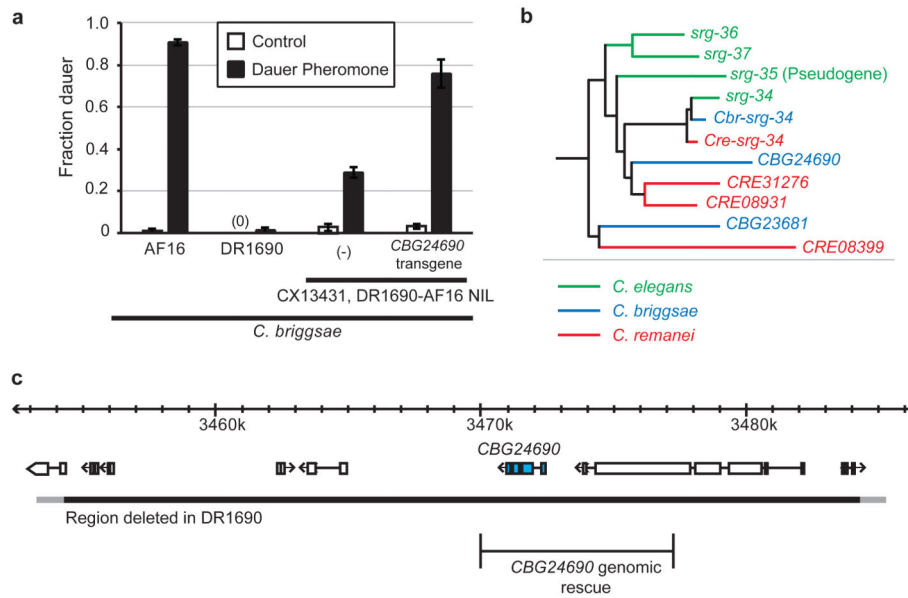 a
Fraction dauer
1.0
0.8
0.6
0.4
0.2
0
Control
Dauer Pheromone
(0)
AF16
DR1690
(-)
CBG24690
transgene
CX13431, DR1690-AF16 NIL
C. briggsae
b
srg-36
srg-37
srg-35 (Pseudogene)
srg-34
Cbr-srg-34
Cre-srg-34
CBG24690
CRE31276
CRE08931
CBG23681
CRE08399
C. elegans
C. briggsae
C. remanei
c
3460k
3470k
3480k
CBG24690
Region deleted in DR1690
CBG24690 genomic
rescue